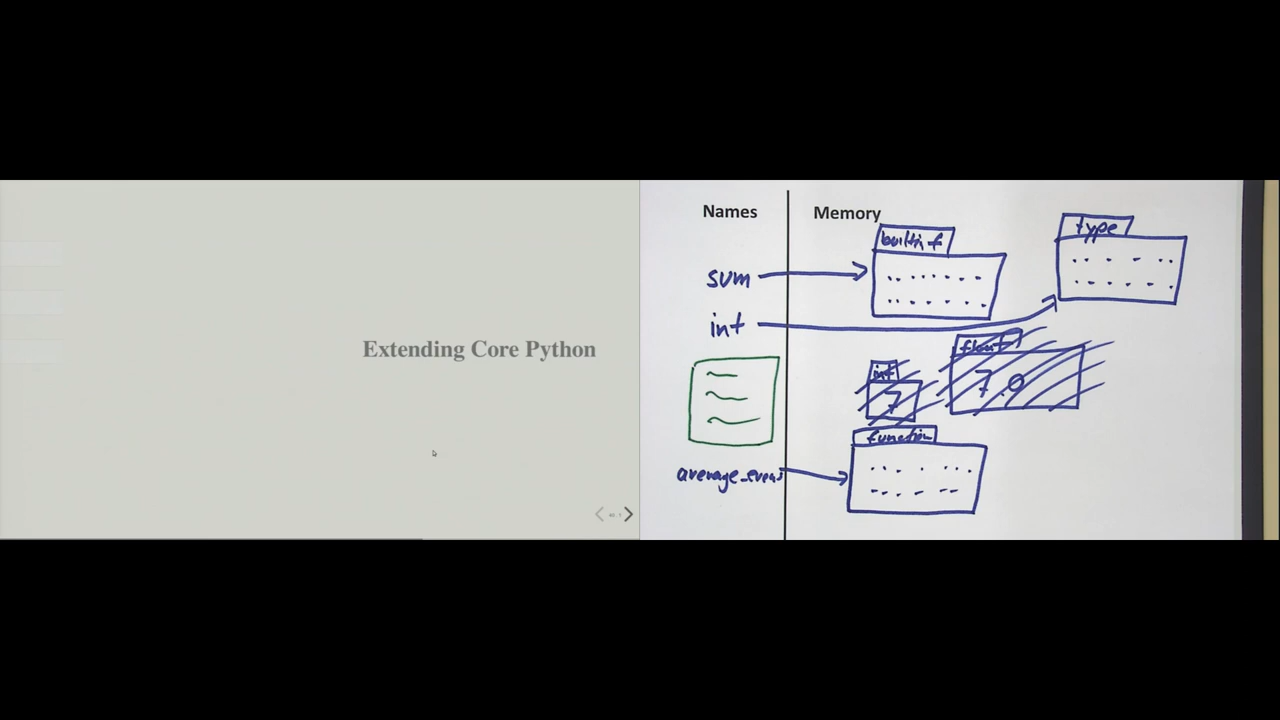 Extending Core Python
Names
Memory
builtin f
type
sum
int
float
7.0
int
7
function
average_evens